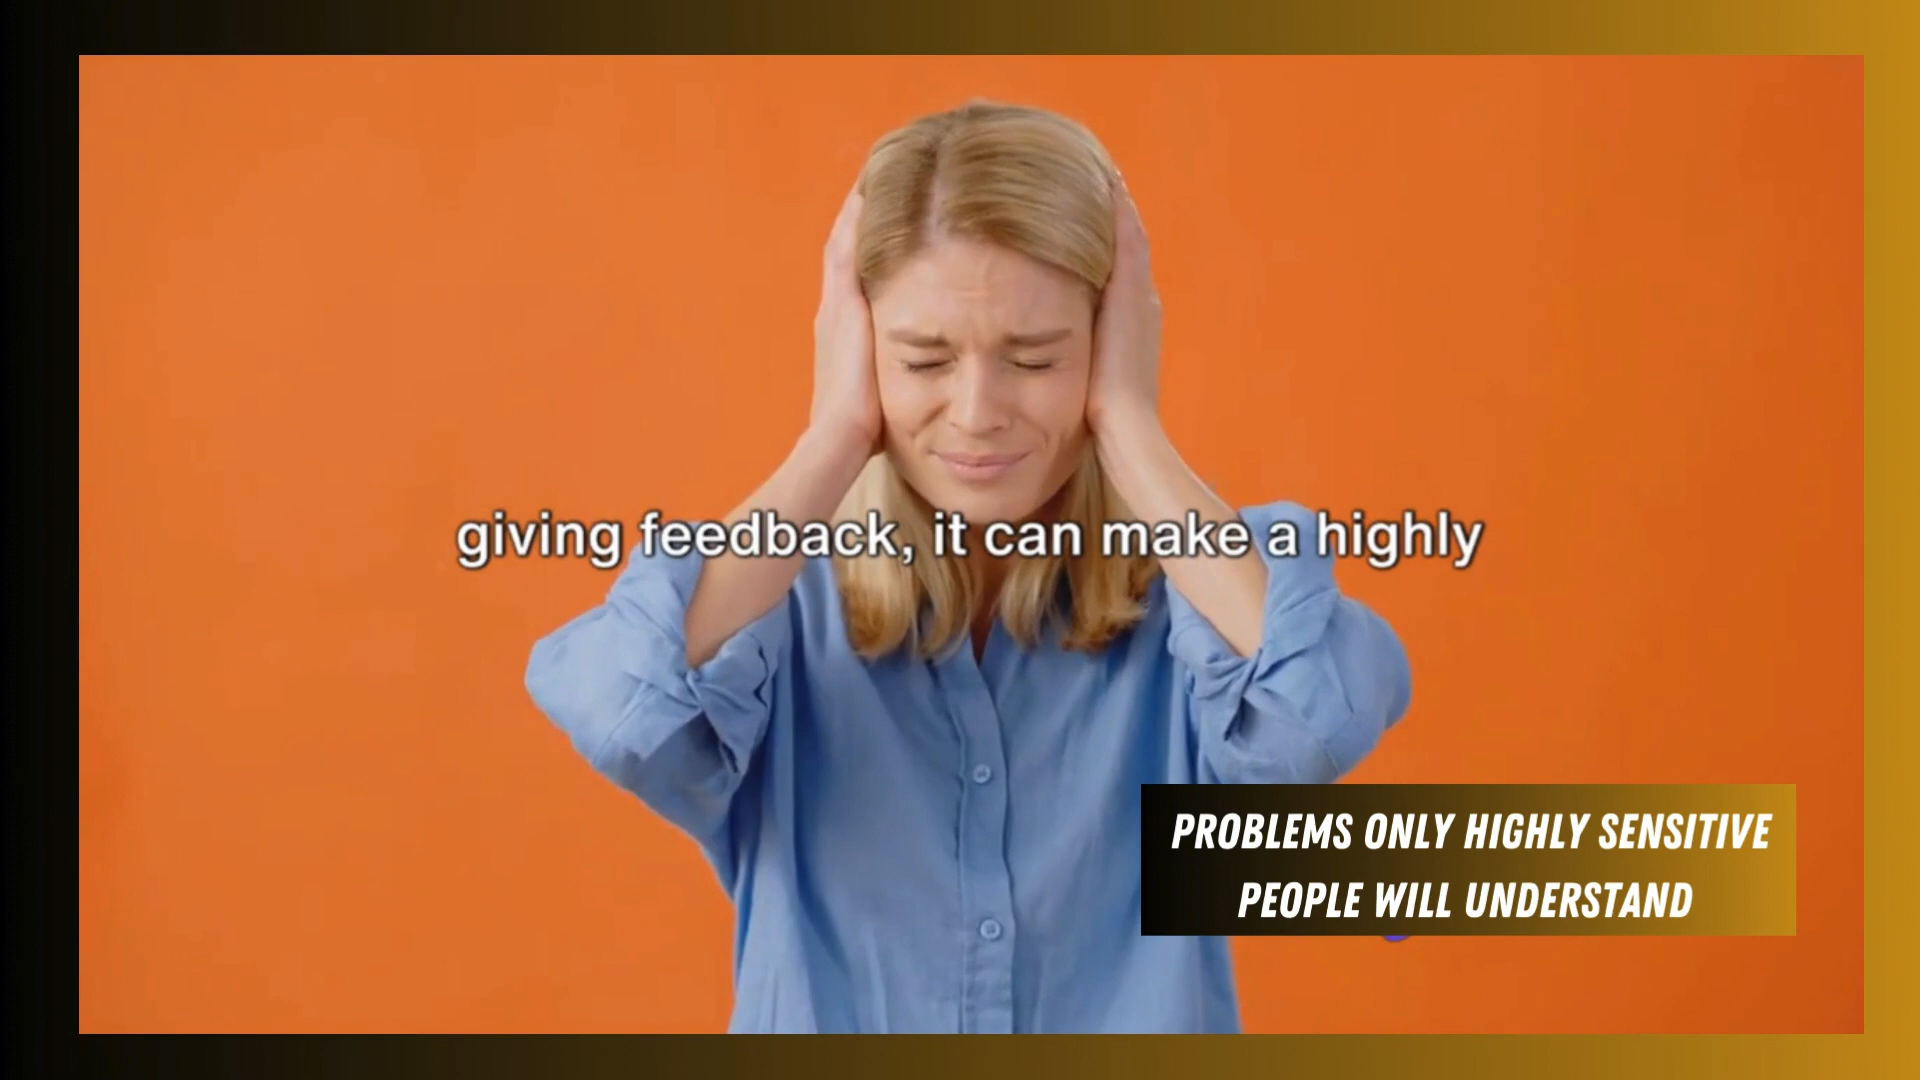 giving feedback, it can make a highly
PROBLEMS ONLY HIGHLY SENSITIVE
PEOPLE WILL UNDERSTAND